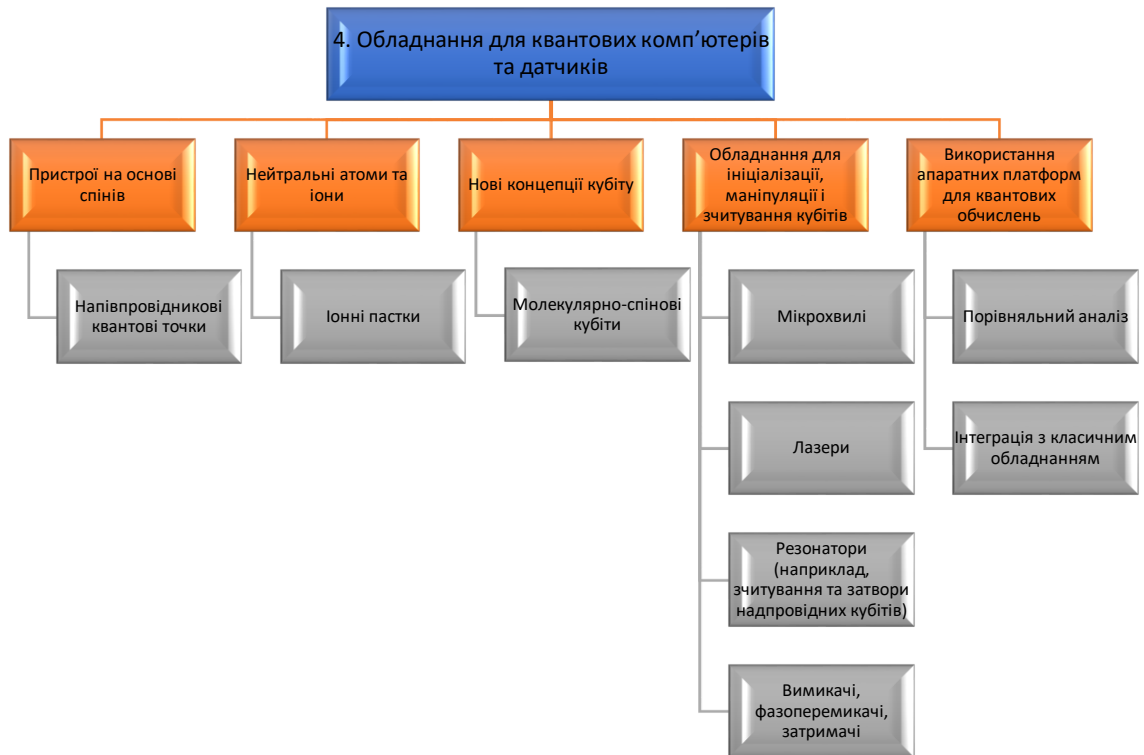 4. Обладнання для квантових комп’ютерів
та датчиків
Пристрої на основі
спінів
Нейтральні атоми та
іони
Нові концепції кубіту
Обладнання для
ініціалізації,
маніпуляції і
зчитування кубітів
Використання
апаратних платформ
для квантових
обчислень
Напівпровідникові
квантові точки
Іонні пастки
Молекулярно-спінові
кубіти
Мікрохвилі
Порівняльний аналіз
Лазери
Інтеграція з класичним
обладнанням
Резонатори
(наприклад,
зчитування та затвори
надпровідних кубітів)
Вимикачі,
фазоперемикачі,
затримачі